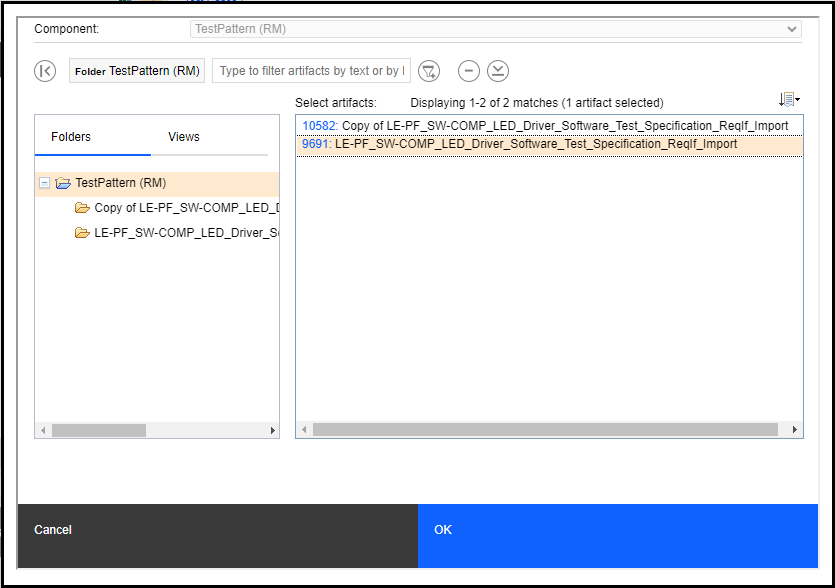 Component:
TestPattern (RM)
Folder TestPattern (RM)
Type to filter artifacts by text or by I
Select artifacts:
Displaying 1-2 of 2 matches (1 artifact selected)
Folders
Views
TestPattern (RM)
Copy of LE-PF_SW-COMP_LED_D
LE-PF_SW-COMP_LED_Driver_So
10582: Copy of LE-PF_SW-COMP_LED_Driver_Software_Test_Specification_ReqIf_Import
9691: LE-PF_SW-COMP_LED_Driver_Software_Test_Specification_ReqIf_Import
Cancel
OK